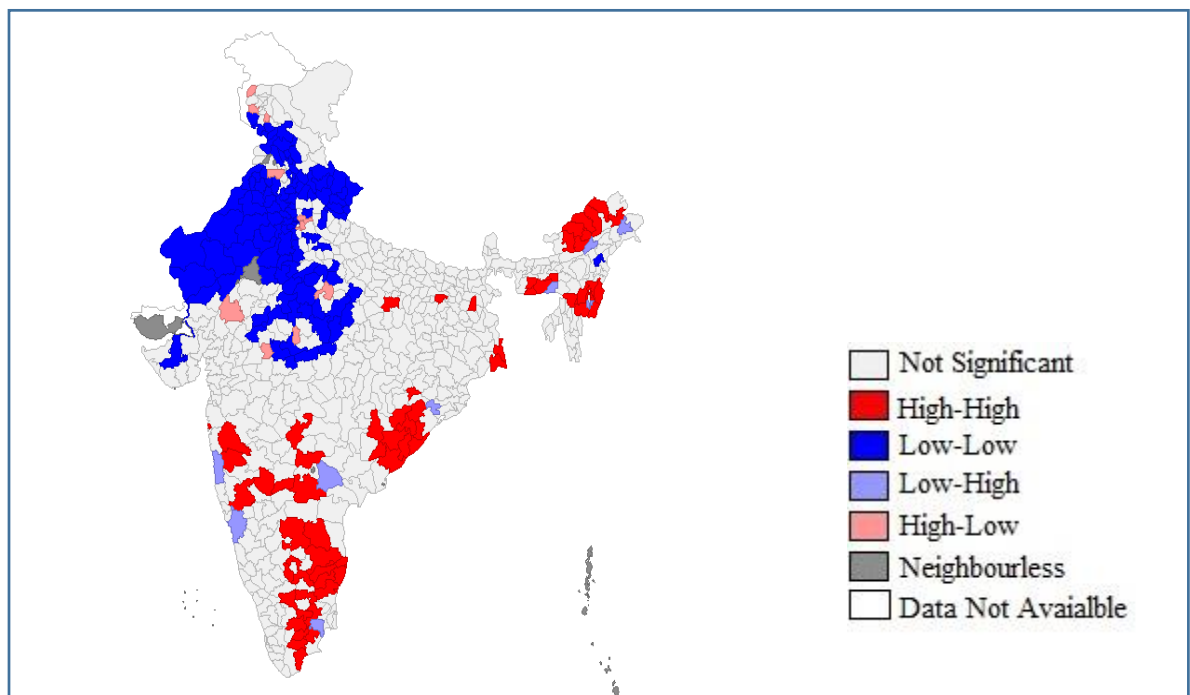 Not Significant
High-High
Low-Low
Low-High
High-Low
Neighbourless
Data Not Avaialble